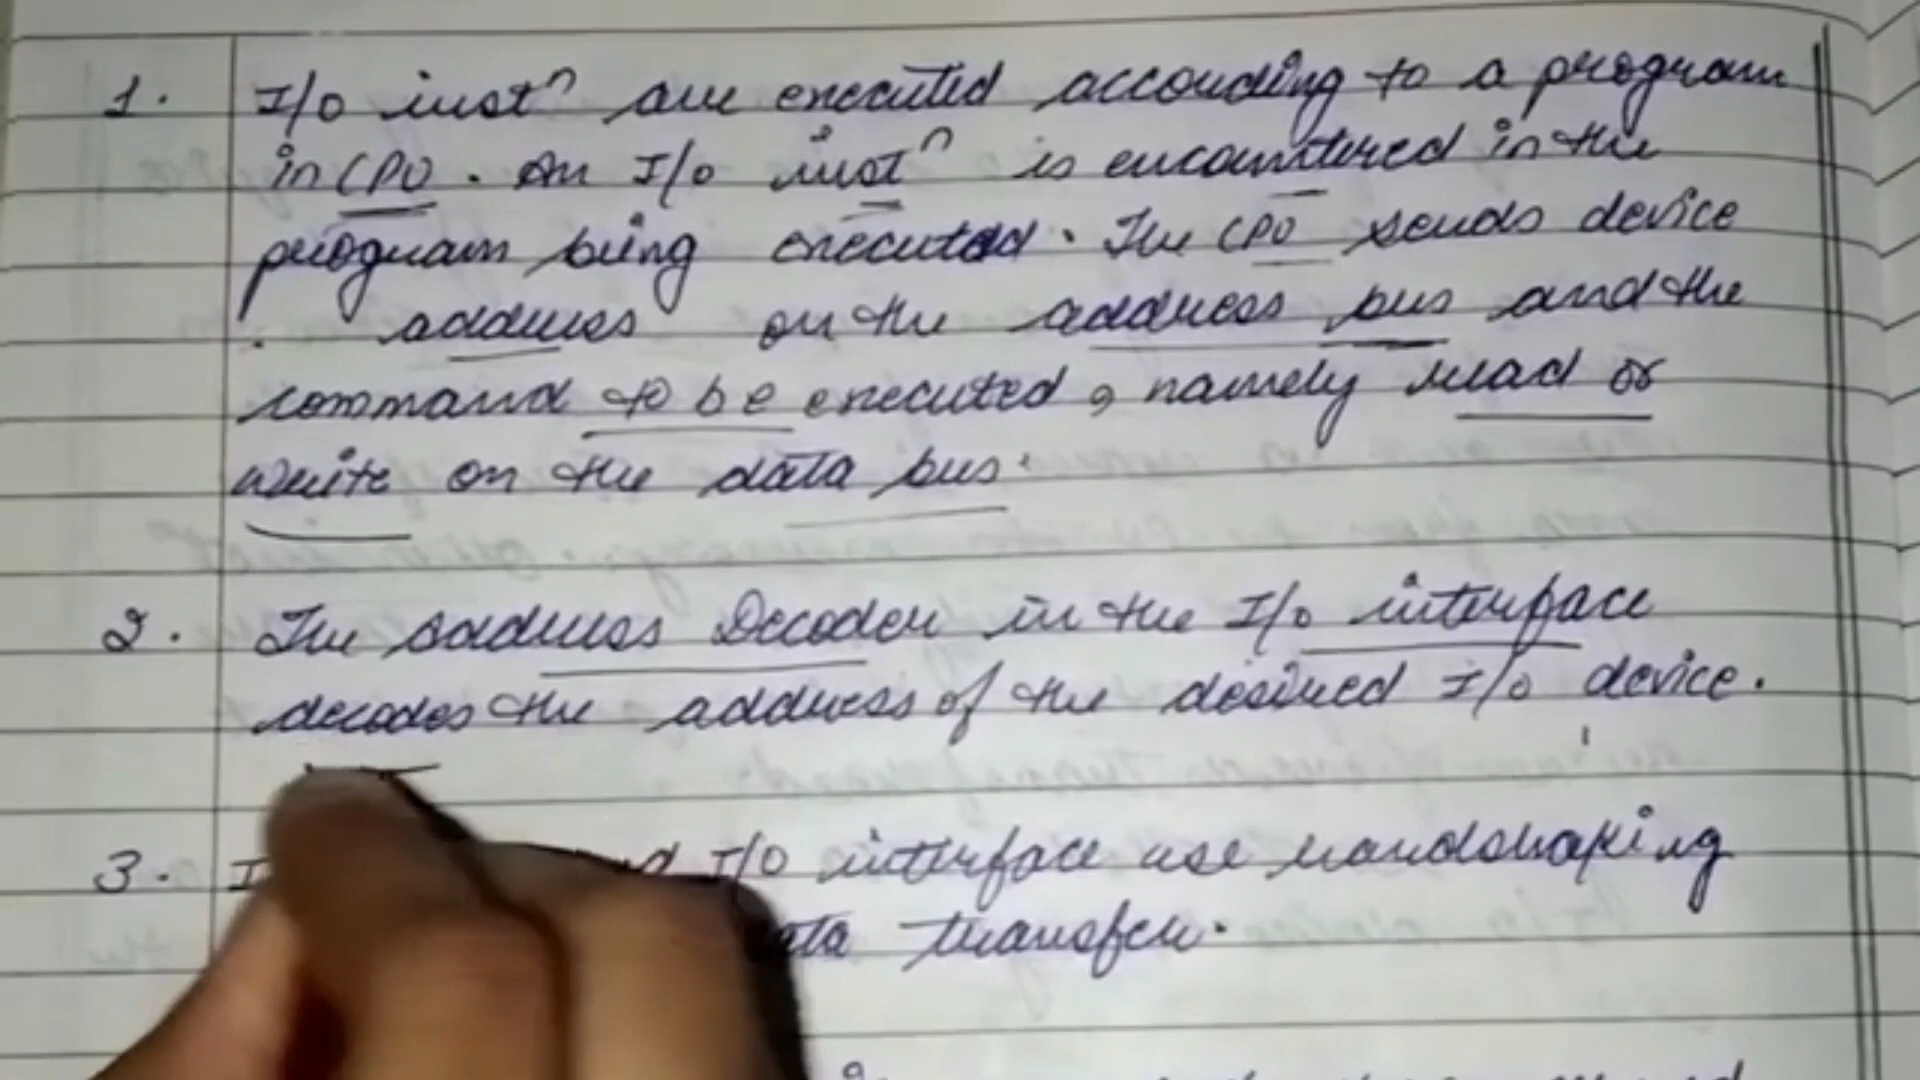 1. I/O instⁿ are executed according to a program
in CPU. An I/O instⁿ is encountered in the
program being executed. The CPU sends device
address on the address bus and the
command to be executed, namely read or
write on the data bus.
2. The address Decoder in the I/O interface
decodes the address of the desired I/O device.
3. I/O interface use handshaking
data transfer.